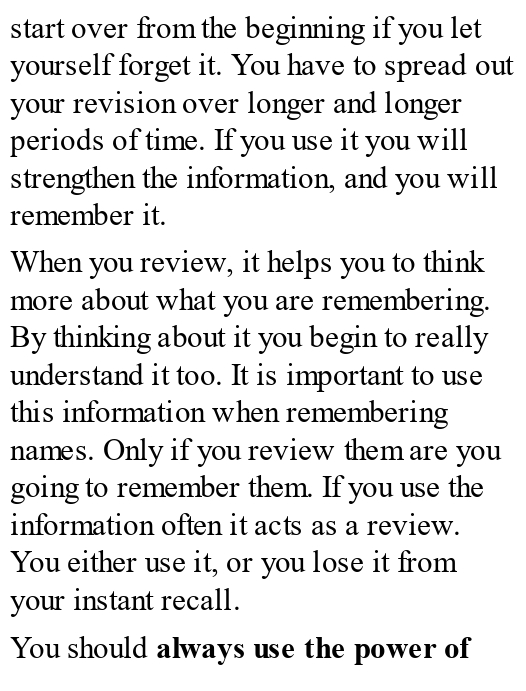 start over from the beginning if you let
yourself forget it. You have to spread out
your revision over longer and longer
periods of time. If you use it you will
strengthen the information, and you will
remember it.
When you review, it helps you to think
more about what you are remembering.
By thinking about it you begin to really
understand it too. It is important to use
this information when remembering
names. Only if you review them are you
going to remember them. If you use the
information often it acts as a review.
You either use it, or you lose it from
your instant recall.
You should always use the power of